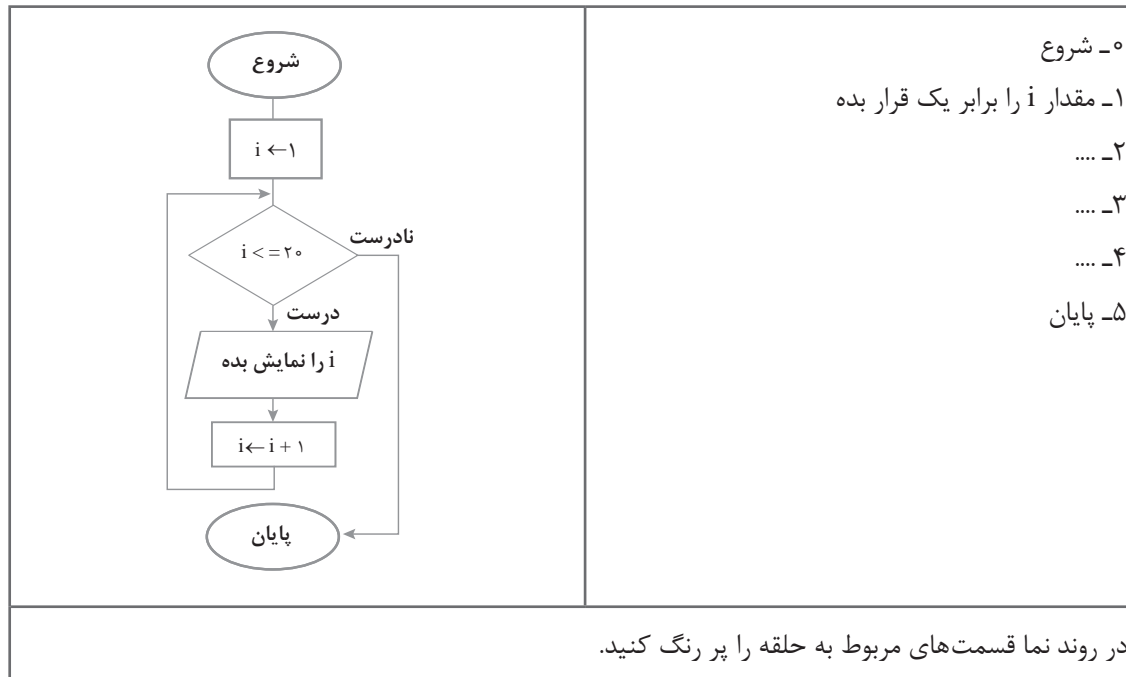 ۰ـ شروع
۱ـ مقدار i را برابر یک قرار بده
۲ـ ....
۳ـ ....
۴ـ ....
۵ـ پایان
شروع
i ←۱
i < = ۲۰
نادرست
درست
i را نمایش بده
i← i + ۱
پایان
در روند نما قسمت‌های مربوط به حلقه را پر رنگ کنید.